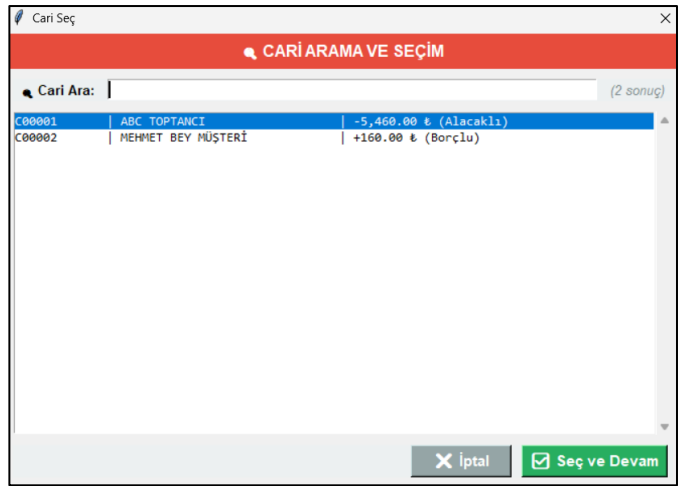 Cari Seç
CARİ ARAMA VE SEÇİM
Cari Ara: (2 sonuç)
C00001 | ABC TOPTANCI | -5,460.00 ₺ (Alacaklı)
C00002 | MEHMET BEY MÜŞTERİ | +160.00 ₺ (Borçlu)
İptal Seç ve Devam